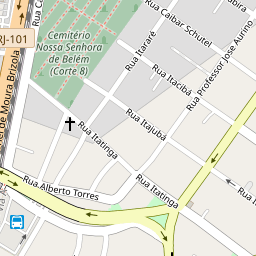 Rua Caibar Schutel
Cemitério
Nossa Senhora
de Belém
(Corte 8)
Rua Itararé
Rua Itacibá
Rua Professor José Aurino
RJ-101
de Moura Brizola
Rua Itajubá
Rua Itatinga
Rua Alberto Torres
Rua Itatinga